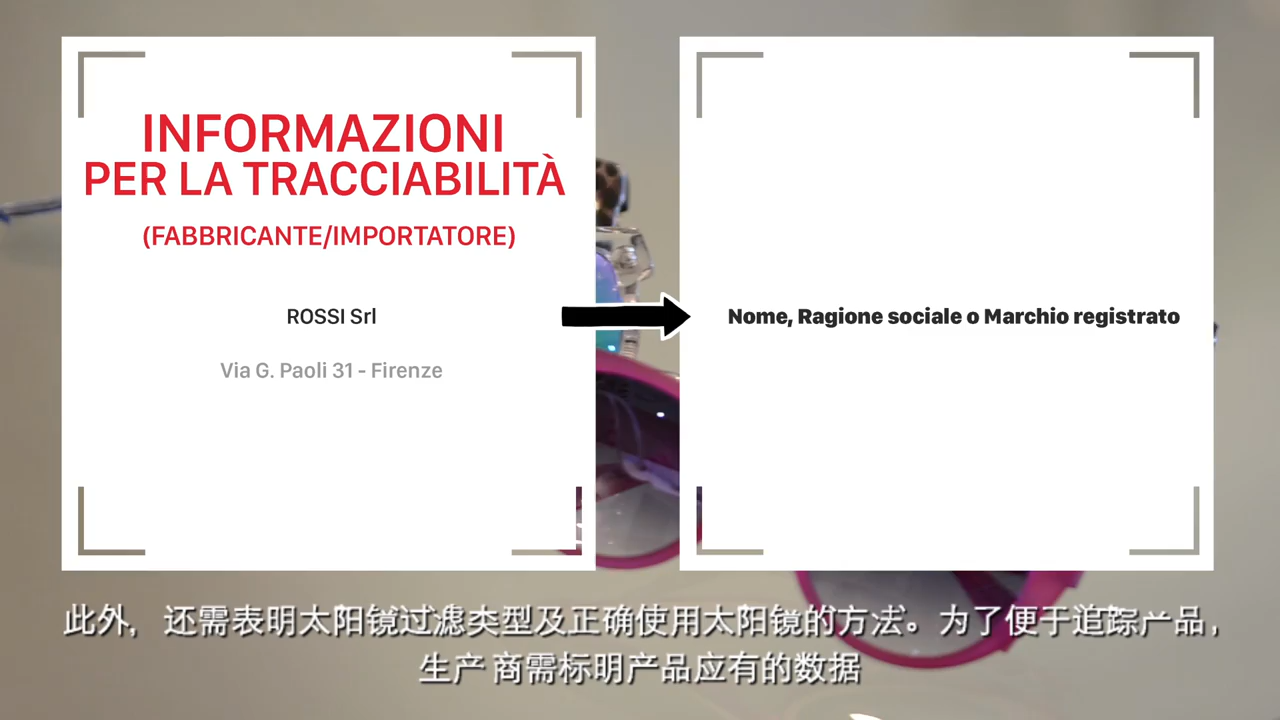 INFORMAZIONI
PER LA TRACCIABILITÀ
(FABBRICANTE/IMPORTATORE)
ROSSI Srl
Via G. Paoli 31 - Firenze
Nome, Ragione sociale o Marchio registrato
此外，还需表明太阳镜过滤类型及正确使用太阳镜的方法。为了便于追踪产品，
生产商需标明产品应有的数据